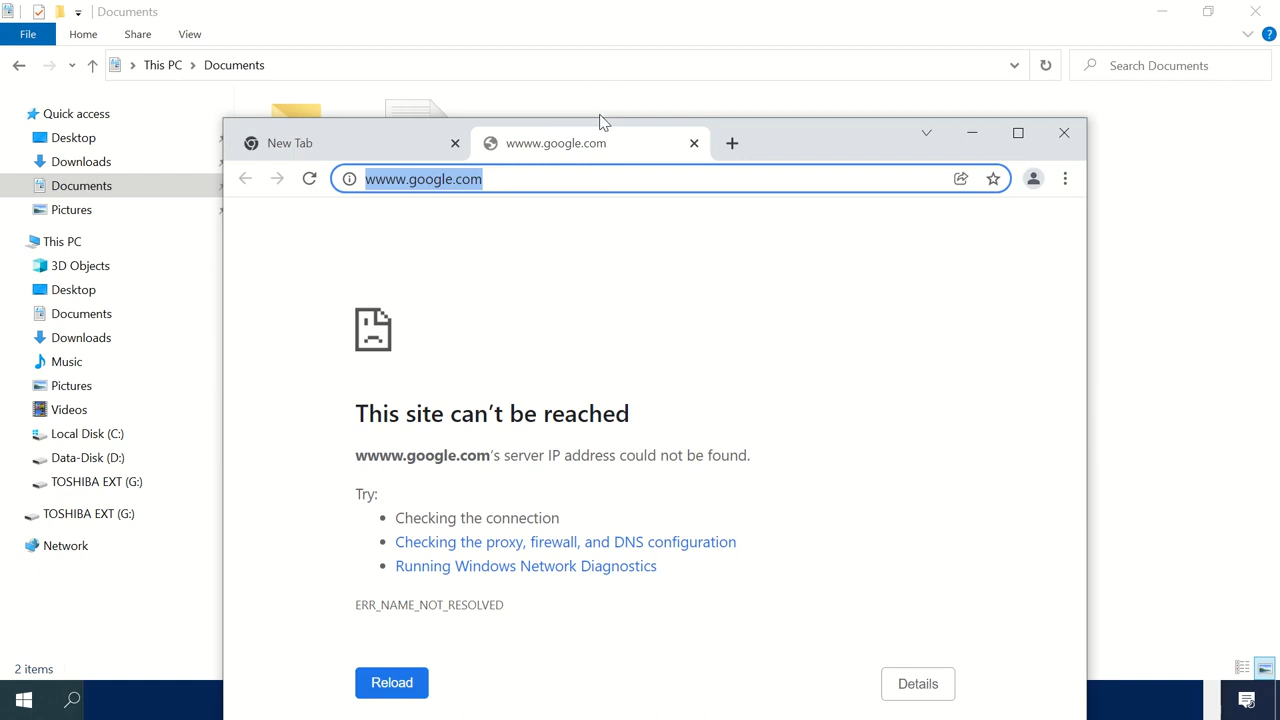 Documents
File
Home
Share
View
This PC
Documents
Search Documents
Quick access
Desktop
Downloads
Documents
Pictures
This PC
3D Objects
Desktop
Documents
Downloads
Music
Pictures
Videos
Local Disk (C:)
Data-Disk (D:)
TOSHIBA EXT (G:)
TOSHIBA EXT (G:)
Network
2 items
New Tab
wwww.google.com
wwww.google.com
This site can’t be reached
wwww.google.com’s server IP address could not be found.
Try:
Checking the connection
Checking the proxy, firewall, and DNS configuration
Running Windows Network Diagnostics
ERR_NAME_NOT_RESOLVED
Reload
Details